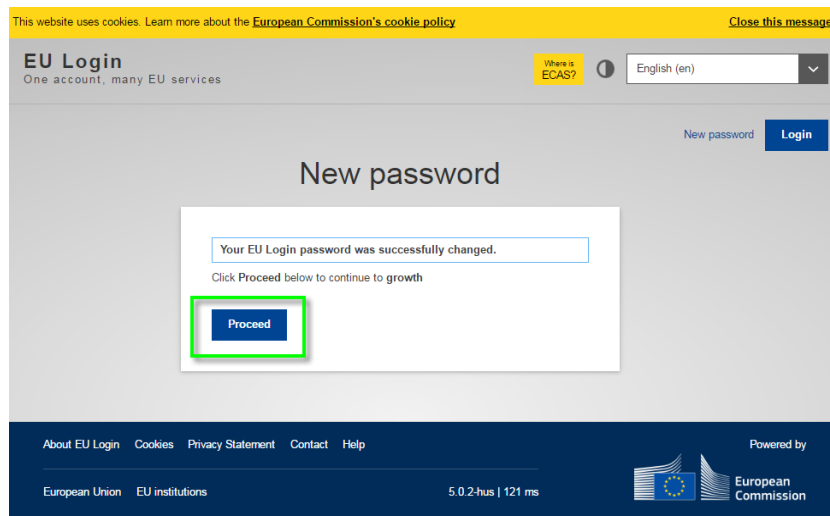 This website uses cookies. Learn more about the European Commission's cookie policy
Close this message
EU Login
One account, many EU services
Where is
ECAS?
English (en)
New password
Login
New password
Your EU Login password was successfully changed.
Click Proceed below to continue to growth
Proceed
About EU Login Cookies Privacy Statement Contact Help
Powered by
European Union EU institutions
5.0.2-hus | 121 ms
European
Commission